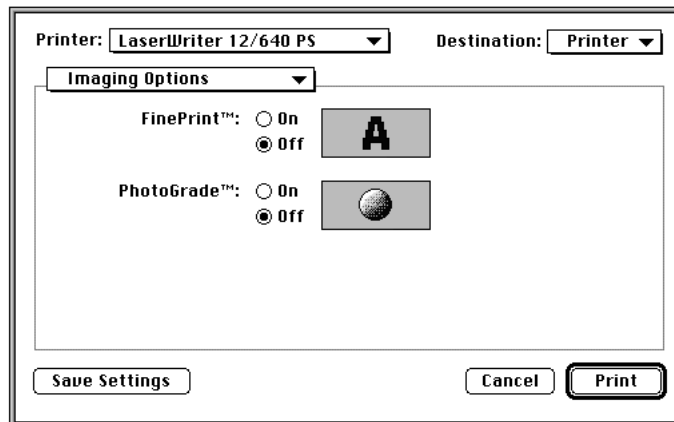 Printer: LaserWriter 12/640 PS Destination: Printer
Imaging Options
FinePrint™: On
Off
A
PhotoGrade™: On
Off
Save Settings Cancel Print